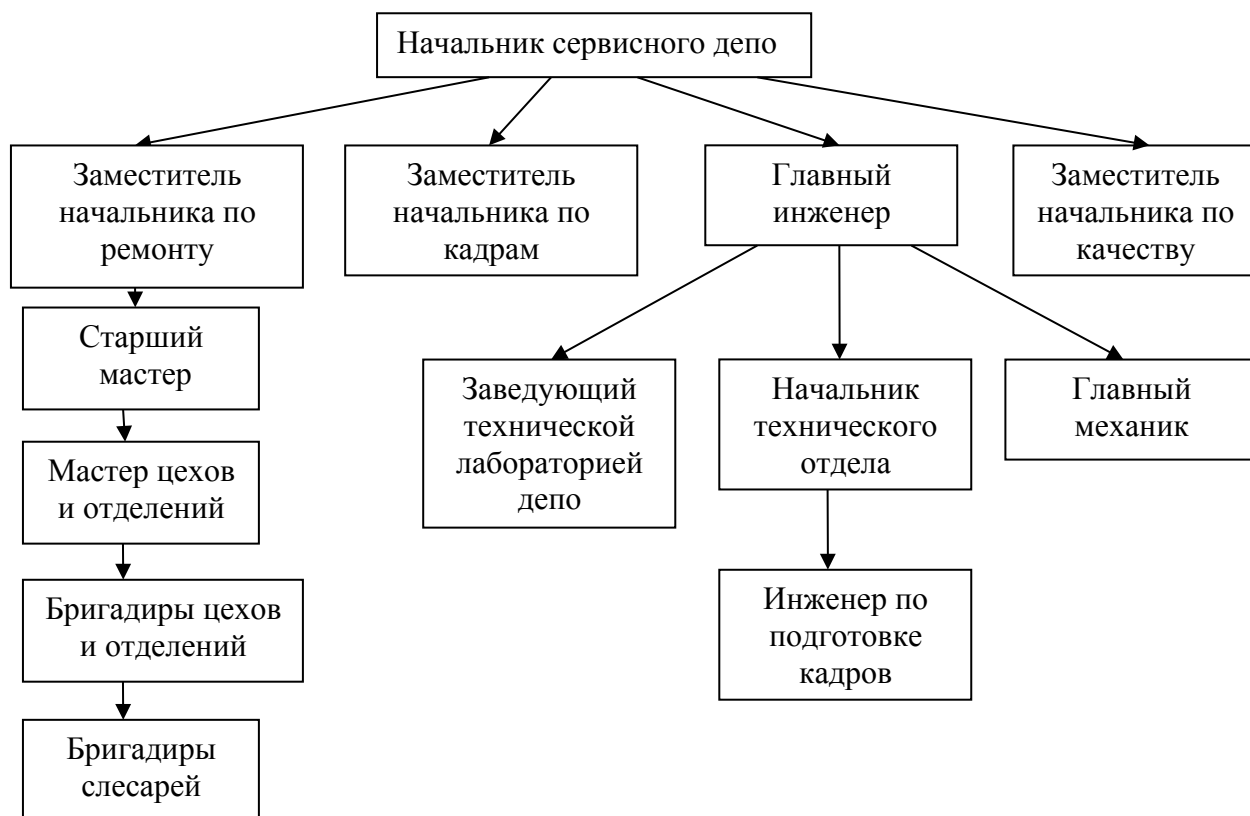 Начальник сервисного депо
Заместитель
начальника по
ремонту
Заместитель
начальника по
кадрам
Главный
инженер
Заместитель
начальника по
качеству
Старший
мастер
Заведующий
технической
лабораторией
депо
Начальник
технического
отдела
Главный
механик
Мастер цехов
и отделений
Бригадиры цехов
и отделений
Инженер по
подготовке
кадров
Бригадиры
слесарей